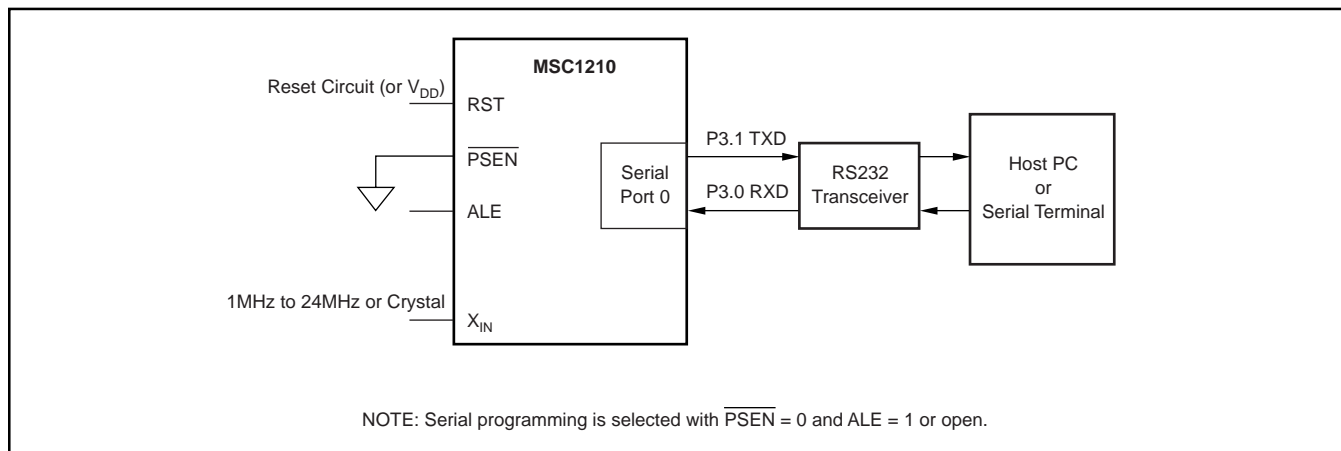 MSC1210
Reset Circuit (or VDD)
RST
PSEN
ALE
1MHz to 24MHz or Crystal
XIN
Serial
Port 0
P3.1 TXD
P3.0 RXD
RS232
Transceiver
Host PC
or
Serial Terminal
NOTE: Serial programming is selected with PSEN = 0 and ALE = 1 or open.